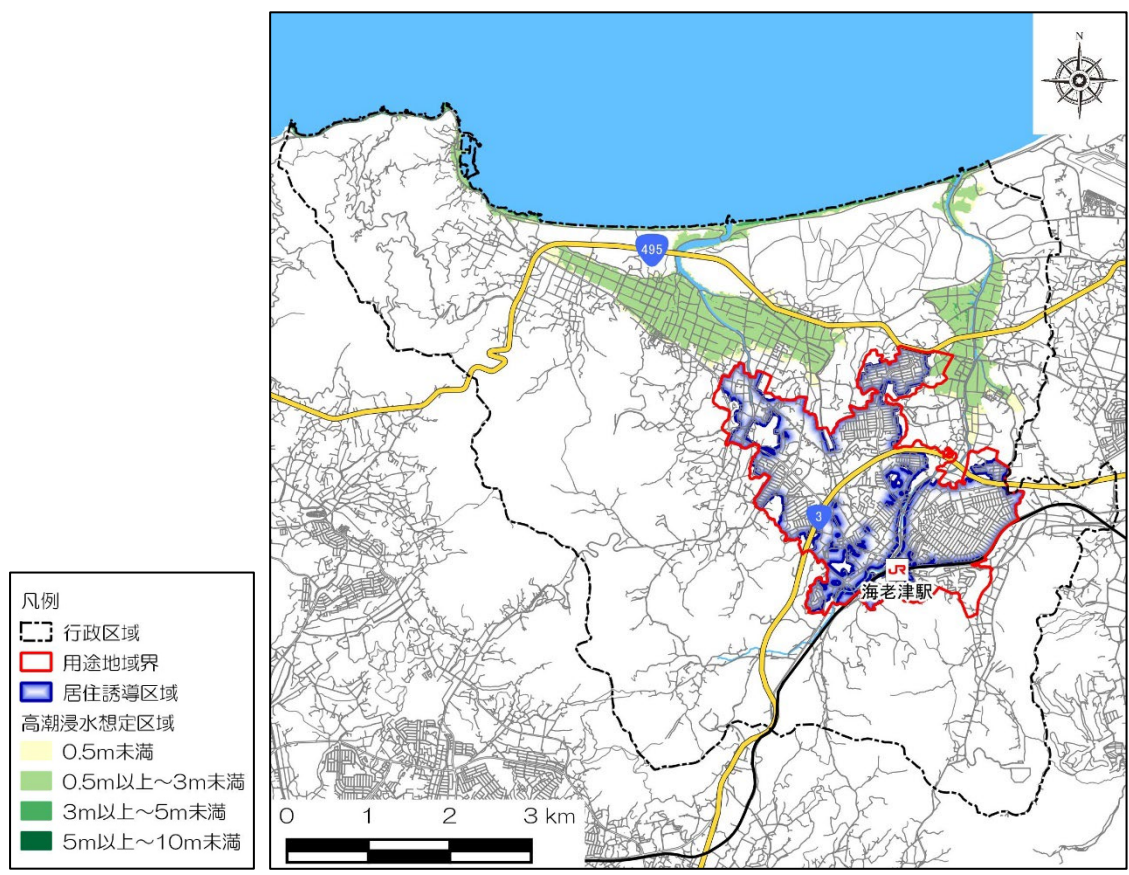 凡例
行政区域
用途地域界
居住誘導区域
高潮浸水想定区域
0.5m未満
0.5m以上～3m未満
3m以上～5m未満
5m以上～10m未満
N
495
3
JR
海老津駅
0 1 2 3 km